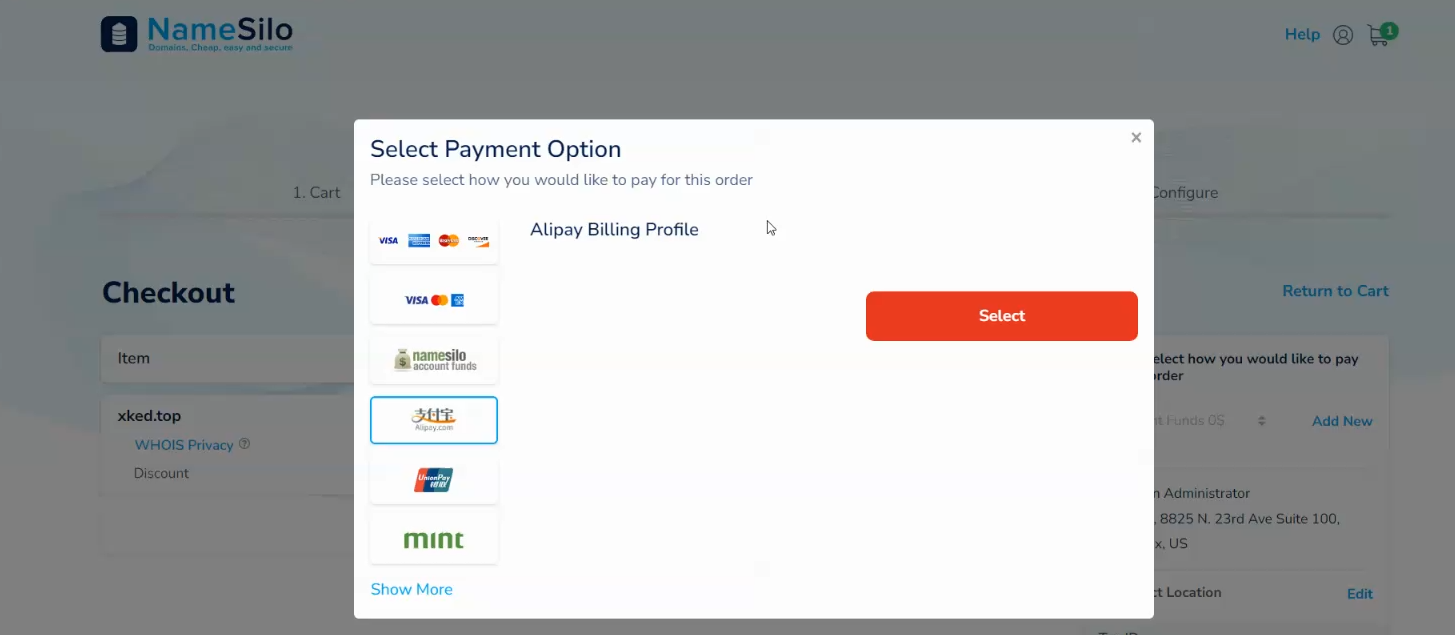 NameSilo
Domains, Cheap, easy and secure
Help
1
Select Payment Option
Please select how you would like to pay for this order
1. Cart
Configure
VISA
Alipay Billing Profile
VISA
Checkout
Return to Cart
Select
Item
namesilo
account funds
elect how you would like to pay
order
xked.top
支付宝
Alipay.com
t Funds 0$
Add New
WHOIS Privacy
Discount
UnionPay
银联
n Administrator
, 8825 N. 23rd Ave Suite 100,
x, US
mint
Show More
ct Location
Edit